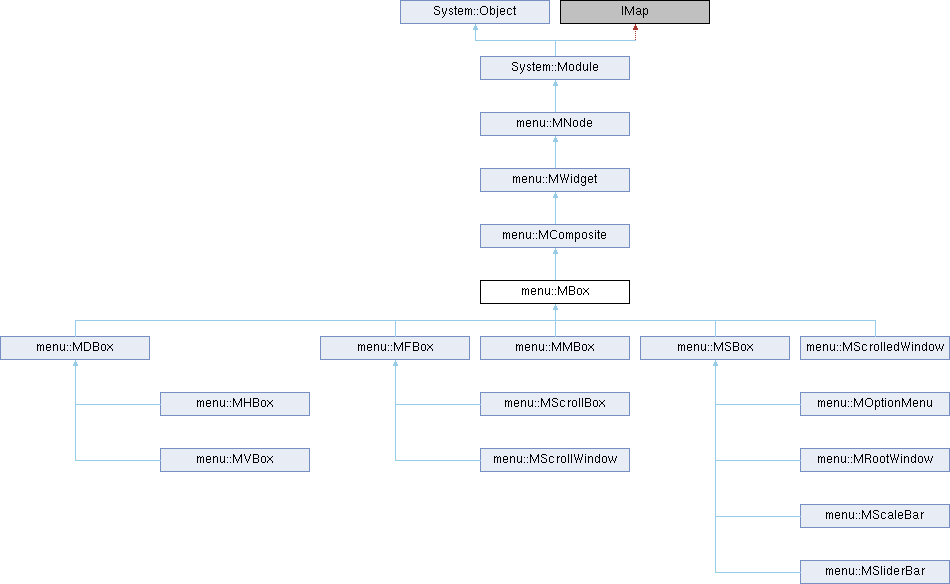 System::Object
IMap
System::Module
menu::MNode
menu::MWidget
menu::MComposite
menu::MBox
menu::MDBox
menu::MFBox
menu::MMBox
menu::MSBox
menu::MScrolledWindow
menu::MHBox
menu::MScrollBox
menu::MOptionMenu
menu::MVBox
menu::MScrollWindow
menu::MRootWindow
menu::MScaleBar
menu::MSliderBar